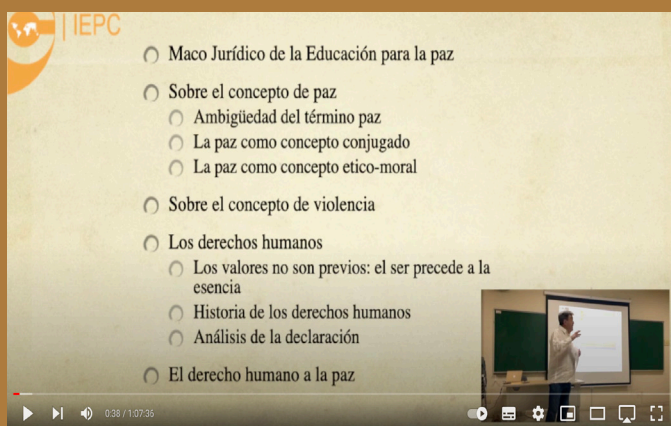 | IEPC
Maco Jurídico de la Educación para la paz
Sobre el concepto de paz
Ambigüedad del término paz
La paz como concepto conjugado
La paz como concepto etico-moral
Sobre el concepto de violencia
Los derechos humanos
Los valores no son previos: el ser precede a la
esencia
Historia de los derechos humanos
Análisis de la declaración
El derecho humano a la paz
0:38 / 1:07:36